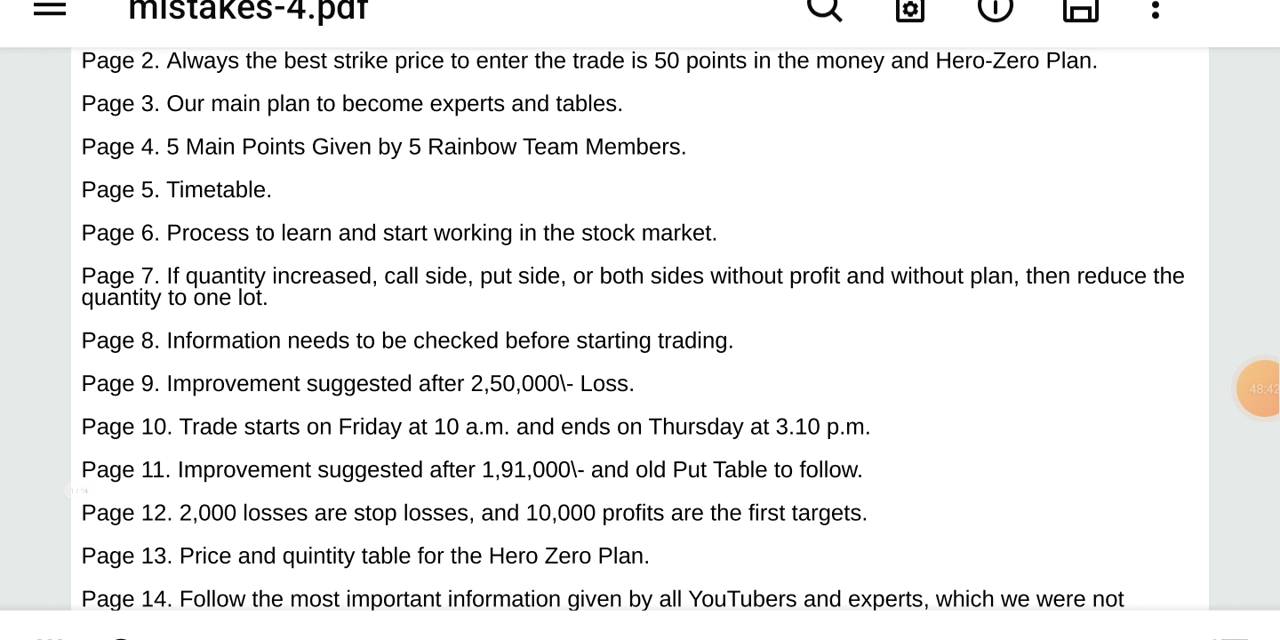 mistakes-4.pdf
Page 2. Always the best strike price to enter the trade is 50 points in the money and Hero-Zero Plan.
Page 3. Our main plan to become experts and tables.
Page 4. 5 Main Points Given by 5 Rainbow Team Members.
Page 5. Timetable.
Page 6. Process to learn and start working in the stock market.
Page 7. If quantity increased, call side, put side, or both sides without profit and without plan, then reduce the
quantity to one lot.
Page 8. Information needs to be checked before starting trading.
Page 9. Improvement suggested after 2,50,000\- Loss.
48:42
Page 10. Trade starts on Friday at 10 a.m. and ends on Thursday at 3.10 p.m.
Page 11. Improvement suggested after 1,91,000\- and old Put Table to follow.
Page 12. 2,000 losses are stop losses, and 10,000 profits are the first targets.
Page 13. Price and quintity table for the Hero Zero Plan.
Page 14. Follow the most important information given by all YouTubers and experts, which we were not